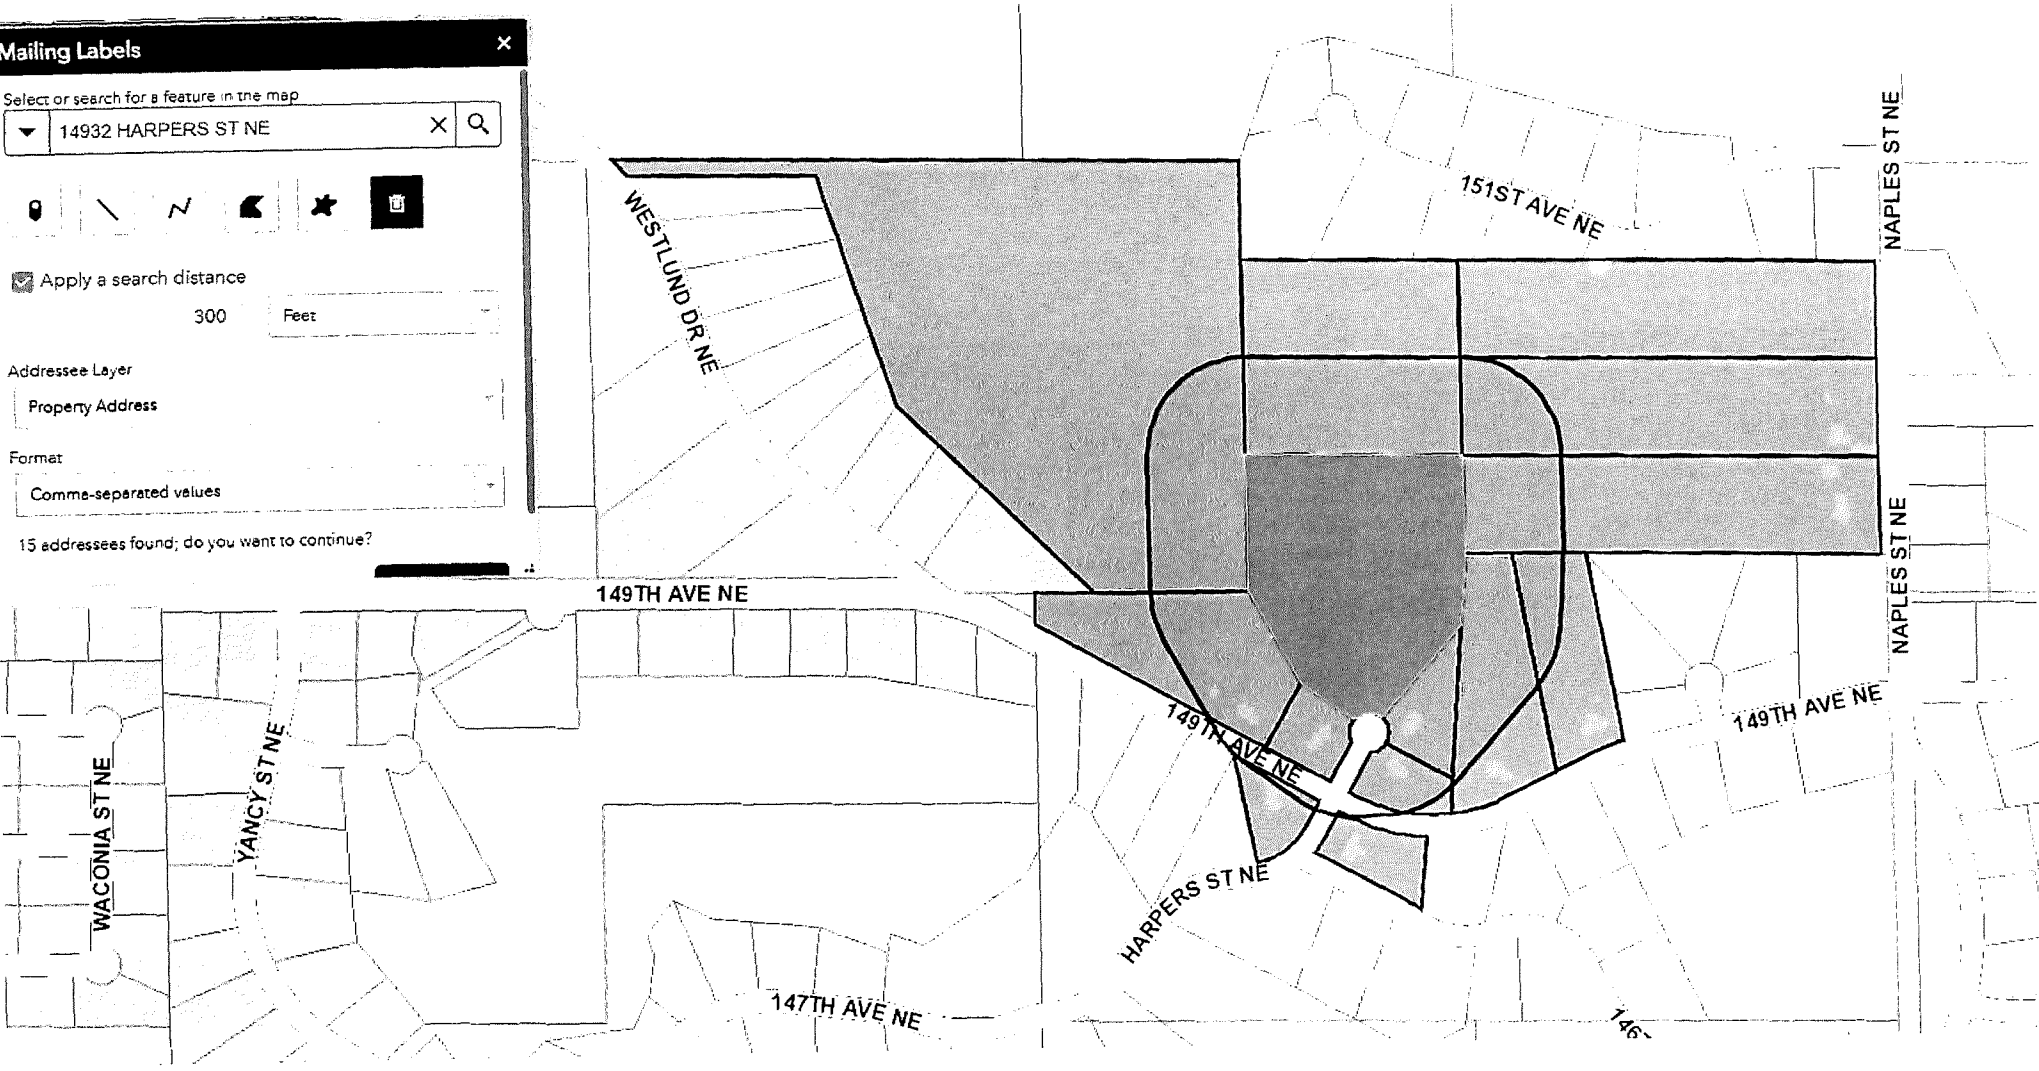 Mailing Labels
Select or search for a feature in the map
14932 HARPERS ST NE
Apply a search distance
300 Feet
Addressee Layer
Property Address
Format
Comma-separated values
15 addressees found; do you want to continue?
WESTLUND DR NE
151ST AVE NE
NAPLES ST NE
149TH AVE NE
NAPLES ST NE
149TH AVE NE
149TH AVE NE
WACONIA ST NE
YANCY ST NE
HARPERS ST NE
147TH AVE NE